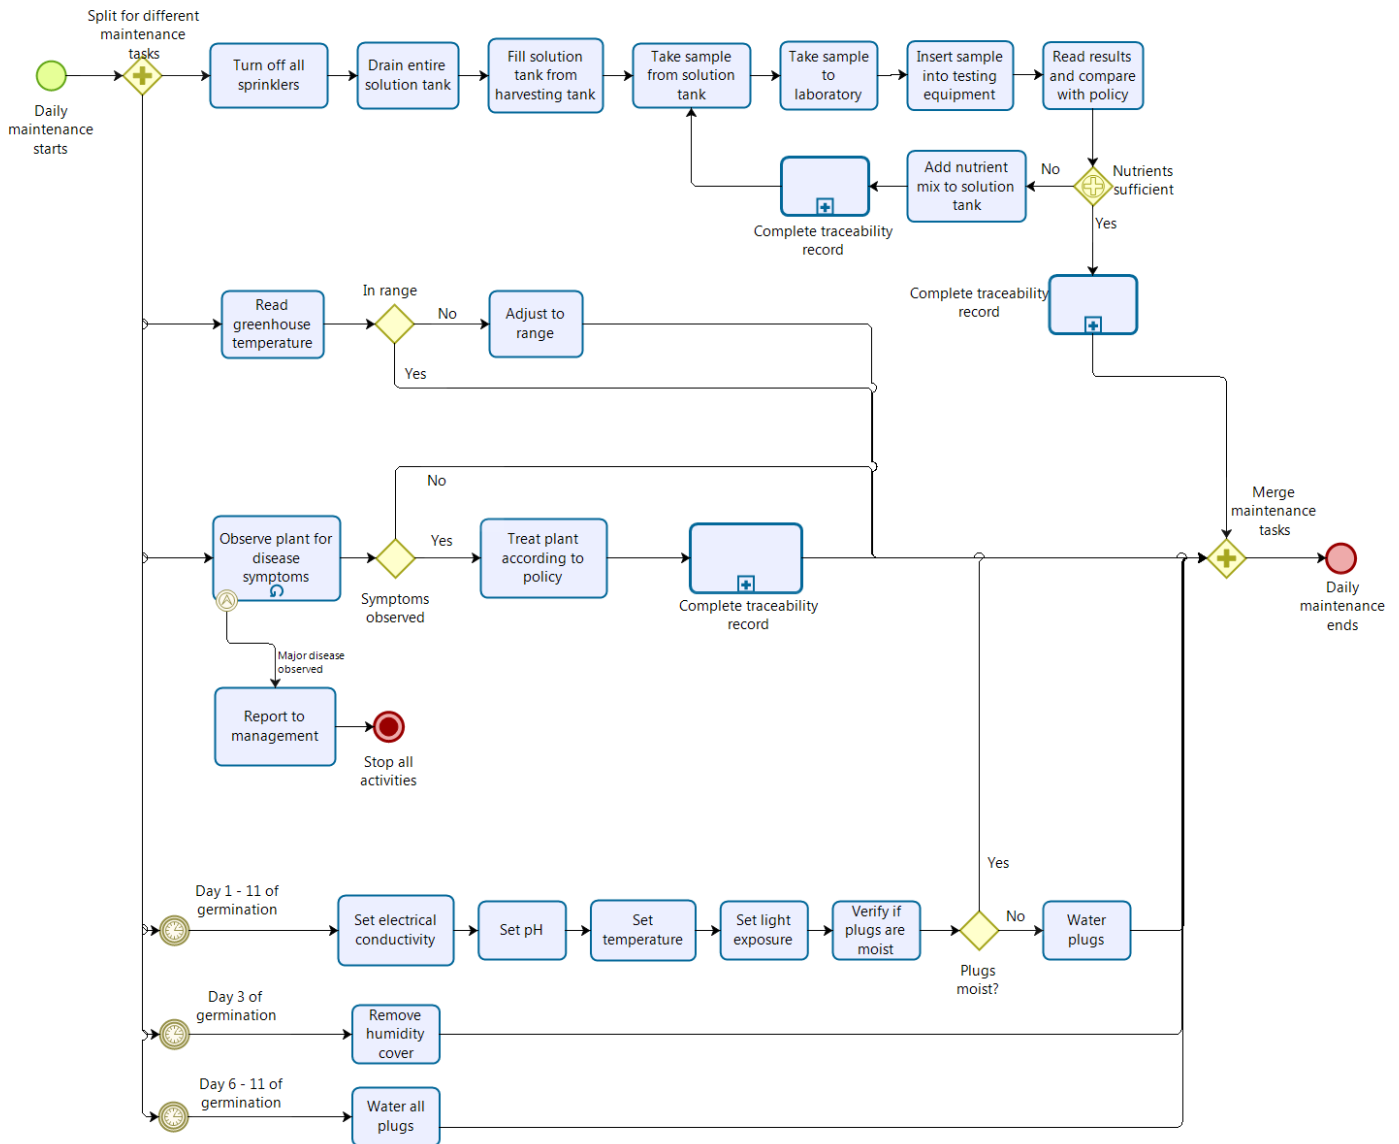 Split for different
maintenance
tasks
Daily
maintenance
starts
Turn off all
sprinklers
Drain entire
solution tank
Fill solution
tank from
harvesting tank
Take sample
from solution
tank
Take sample
to
laboratory
Insert sample
into testing
equipment
Read results
and compare
with policy
Nutrients
sufficient
No
Yes
Add nutrient
mix to solution
tank
Complete traceability
record
Complete traceability
record
Read
greenhouse
temperature
In range
No
Yes
Adjust to
range
Observe plant for
disease
symptoms
No
Yes
Symptoms
observed
Treat plant
according to
policy
Complete traceability
record
Merge
maintenance
tasks
Daily
maintenance
ends
Major disease
observed
Report to
management
Stop all
activities
Day 1 - 11 of
germination
Set electrical
conductivity
Set pH
Set
temperature
Set light
exposure
Verify if
plugs are
moist
Yes
No
Plugs
moist?
Water
plugs
Day 3 of
germination
Remove
humidity
cover
Day 6 - 11 of
germination
Water all
plugs